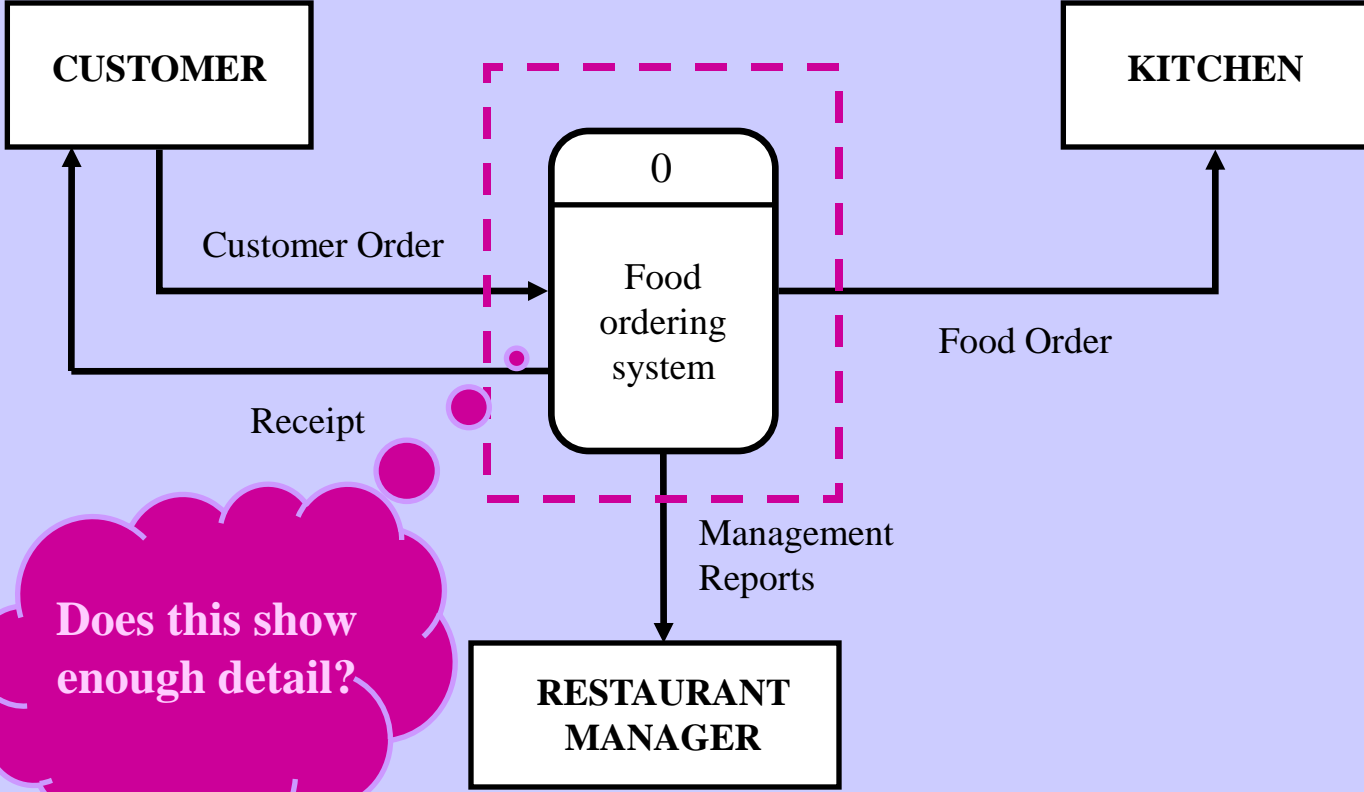 CUSTOMER
KITCHEN
0
Customer Order
Food
ordering
system
Food Order
Receipt
Management
Reports
Does this show
enough detail?
RESTAURANT
MANAGER